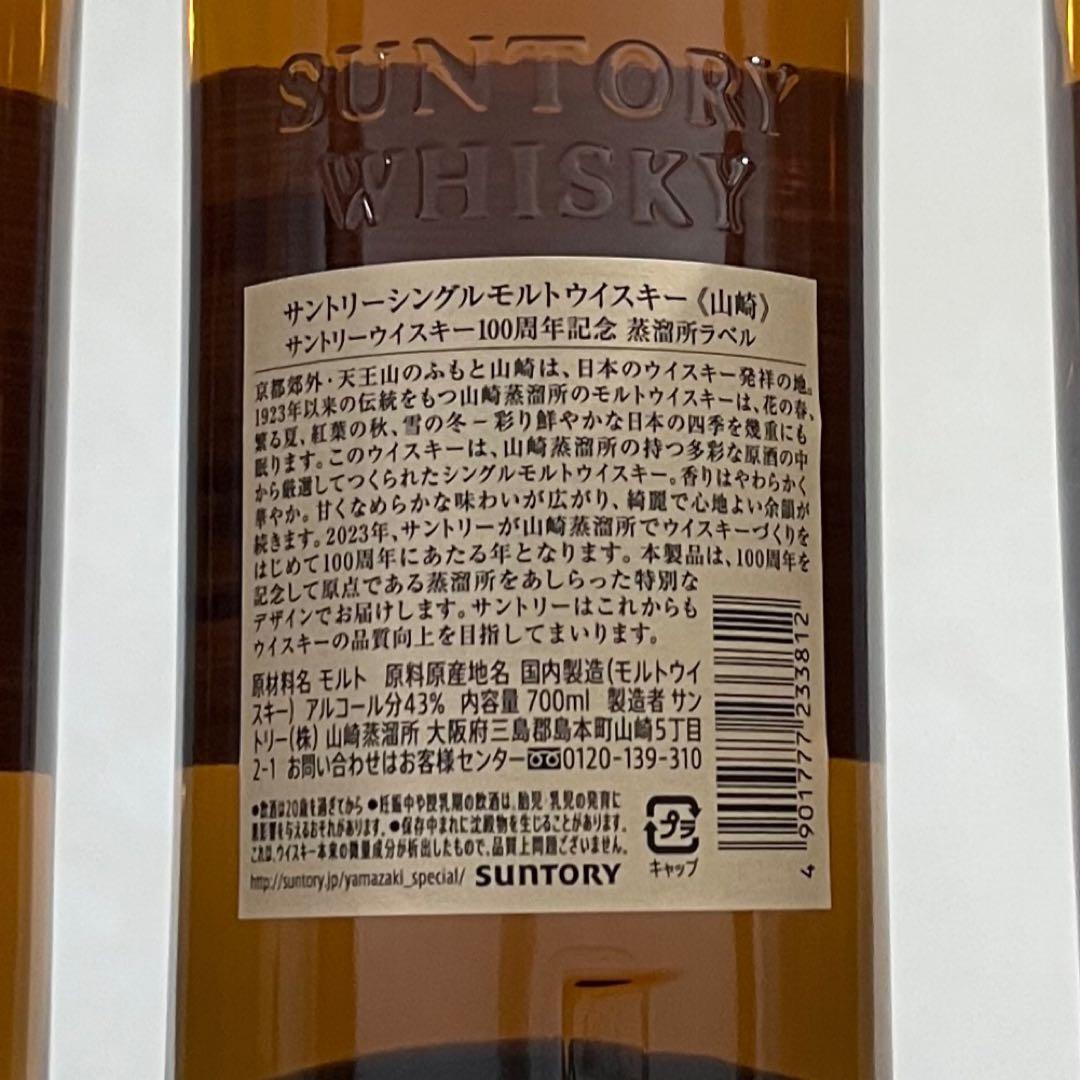 SUNTORY
WHISKY
サントリーシングルモルトウイスキー《山崎》
サントリーウイスキー100周年記念 蒸溜所ラベル
京都郊外・天王山のふもと山崎は、日本のウイスキー発祥の地。
1923年以来の伝統をもつ山崎蒸溜所のモルトウイスキーは、花の春、
繁る夏、紅葉の秋、雪の冬－彩り鮮やかな日本の四季を幾重にも
眠ります。このウイスキーは、山崎蒸溜所の持つ多彩な原酒の中
から厳選してつくられたシングルモルトウイスキー。香りはやわらかく
華やか。甘くなめらかな味わいが広がり、綺麗で心地よい余韻が
続きます。2023年、サントリーが山崎蒸溜所でウイスキーづくりを
はじめて100周年にあたる年となります。本製品は、100周年を
記念して原点である蒸溜所をあしらった特別な
デザインでお届けします。サントリーはこれからも
ウイスキーの品質向上を目指してまいります。
原材料名 モルト 原料原産地名 国内製造(モルトウイ
スキー) アルコール分43% 内容量 700ml 製造者 サン
トリー(株) 山崎蒸溜所 大阪府三島郡島本町山崎5丁目
2-1 お問い合わせはお客様センター0120-139-310
●飲酒は20歳を過ぎてから ●妊娠中や授乳期の飲酒は、胎児・乳児の発育に
悪影響を与えるおそれがあります。●保存中まれに沈殿物を生じることがあります。
これは、ウイスキー本来の微量成分が析出したもので、品質上問題ございません。
http://suntory.jp/yamazaki_special/ SUNTORY
プラ
キャップ
4 901777 233812